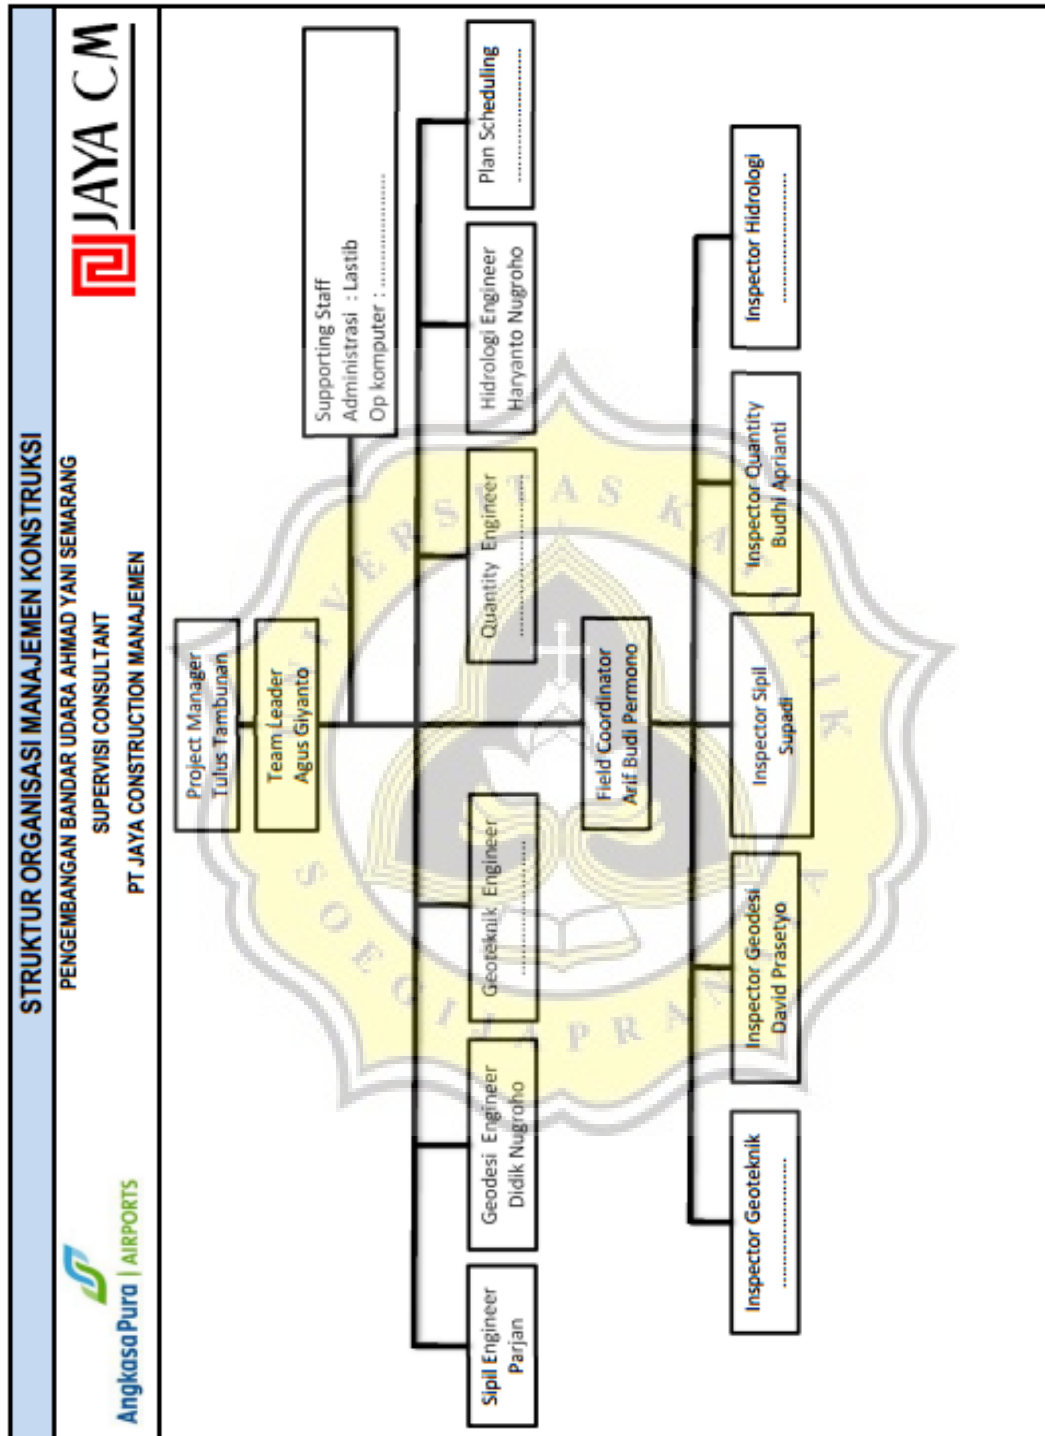 STRUKTUR ORGANISASI MANAJEMEN KONSTRUKSI
AngkasaPura | AIRPORTS
PENGEMBANGAN BANDAR UDARA AHMAD YANI SEMARANG
SUPERVISI CONSULTANT
PT JAYA CONSTRUCTION MANAJEMEN
JAYA CM
Project Manager
Tulus Tambunan
Team Leader
Agus Giyanto
Supporting Staff
Administrasi : Lastib
Op komputer : .....................
Sipil Engineer
Parjan
Geodesi Engineer
Didik Nugroho
Geoteknik Engineer
.....................
Quantity Engineer
.....................
Hidrologi Engineer
Haryanto Nugroho
Plan Scheduling
.....................
Field Coordinator
Arif Budi Permono
Inspector Geoteknik
.....................
Inspector Geodesi
David Prasetyo
Inspector Sipil
Supadi
Inspector Quantity
Budhi Aprianti
Inspector Hidrologi
.....................
UNIVERSITAS KATOLIK
SOEGIJAPRANATA